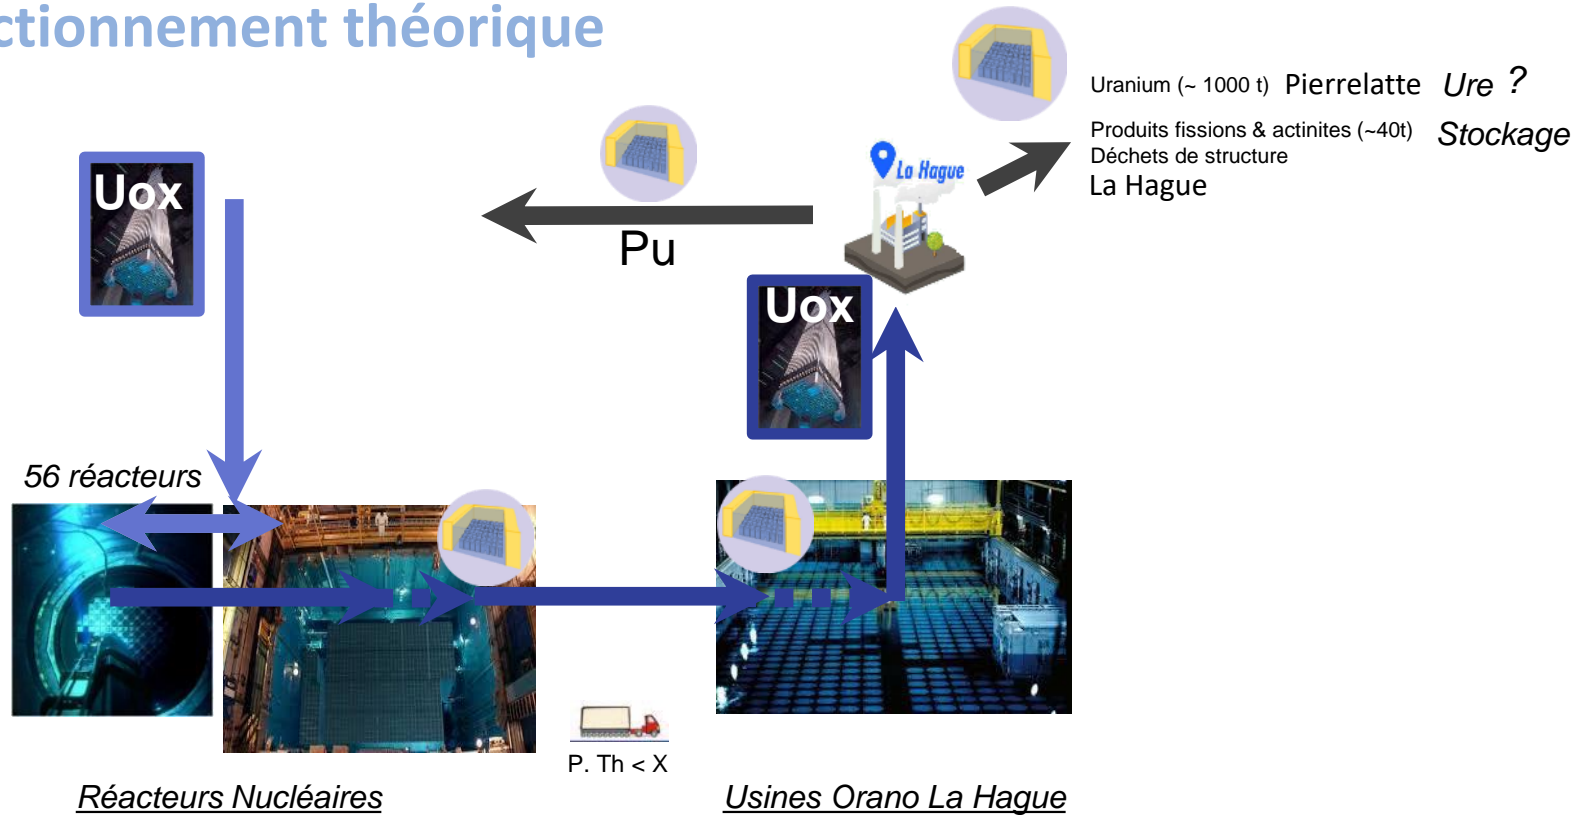 ctionnement théorique
Uranium (~ 1000 t) Pierrelatte Ure ?
Produits fissions & actinites (~40t) Stockage
Déchets de structure
La Hague
La Hague
Uox
Pu
Uox
56 réacteurs
P. Th < X
Réacteurs Nucléaires
Usines Orano La Hague